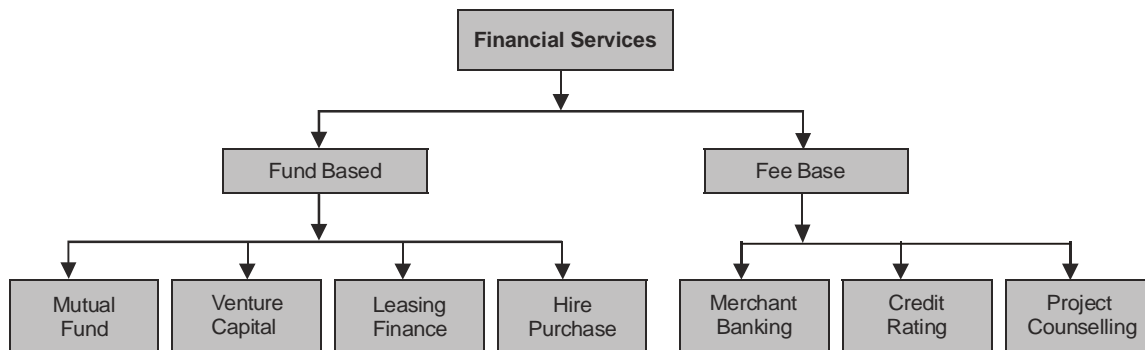 Financial Services
Fund Based
Fee Base
Mutual
Fund
Venture
Capital
Leasing
Finance
Hire
Purchase
Merchant
Banking
Credit
Rating
Project
Counselling